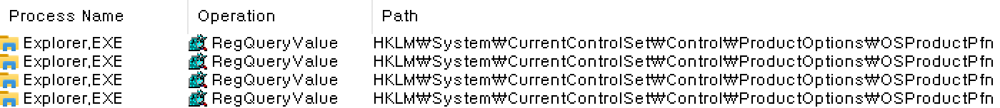 Process Name Operation Path
Explorer.EXE RegQueryValue HKLM₩System₩CurrentControlSet₩Control₩ProductOptions₩OSProductPfn
Explorer.EXE RegQueryValue HKLM₩System₩CurrentControlSet₩Control₩ProductOptions₩OSProductPfn
Explorer.EXE RegQueryValue HKLM₩System₩CurrentControlSet₩Control₩ProductOptions₩OSProductPfn
Explorer.EXE RegQueryValue HKLM₩System₩CurrentControlSet₩Control₩ProductOptions₩OSProductPfn